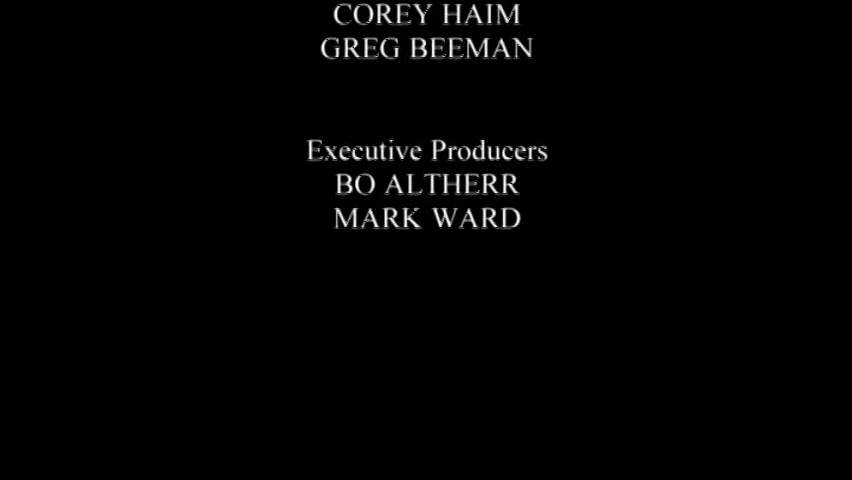 COREY HAIM
GREG BEEMAN
Executive Producers
BO ALTHERR
MARK WARD